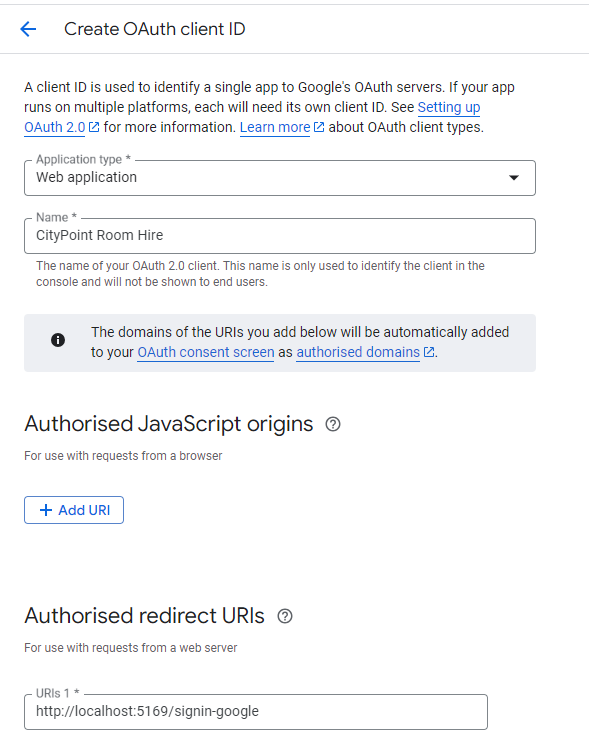 Create OAuth client ID
A client ID is used to identify a single app to Google's OAuth servers. If your app
runs on multiple platforms, each will need its own client ID. See Setting up
OAuth 2.0 for more information. Learn more about OAuth client types.
Application type *
Web application
Name *
CityPoint Room Hire
The name of your OAuth 2.0 client. This name is only used to identify the client in the
console and will not be shown to end users.
The domains of the URIs you add below will be automatically added
to your OAuth consent screen as authorised domains.
Authorised JavaScript origins
For use with requests from a browser
+ Add URI
Authorised redirect URIs
For use with requests from a web server
URIs 1 *
http://localhost:5169/signin-google